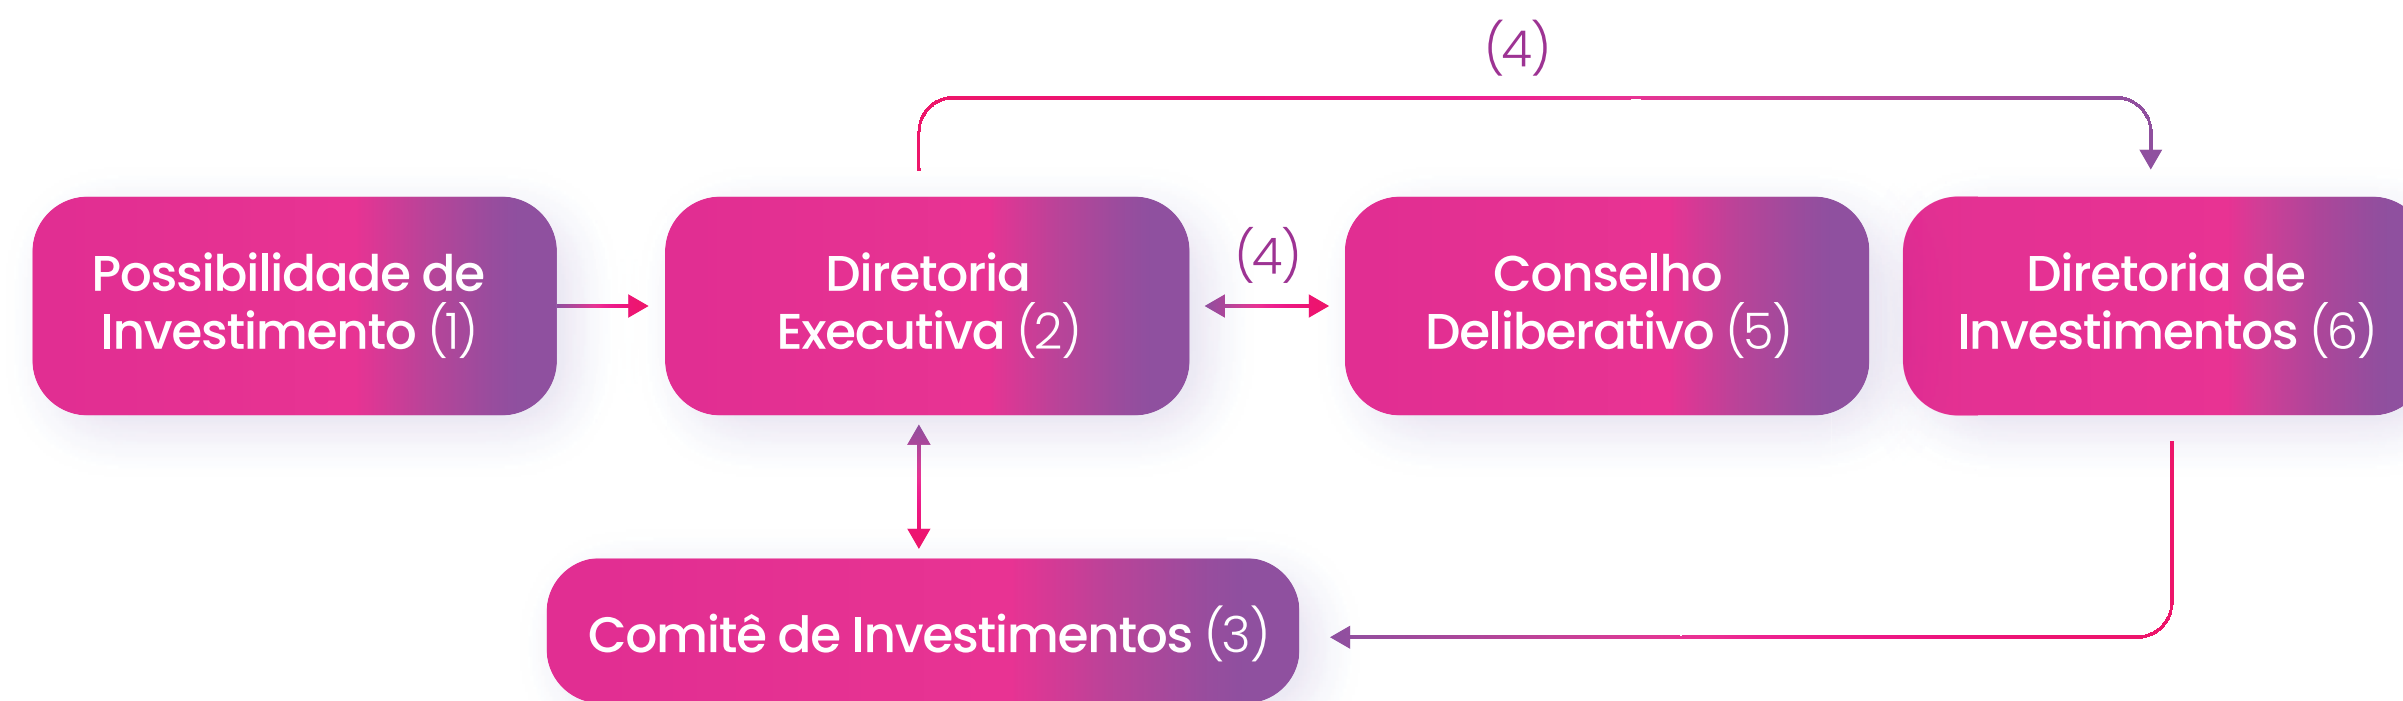 (4)
Possibilidade de
Investimento (1)
Diretoria
Executiva (2)
(4)
Conselho
Deliberativo (5)
Diretoria de
Investimentos (6)
Comitê de Investimentos (3)